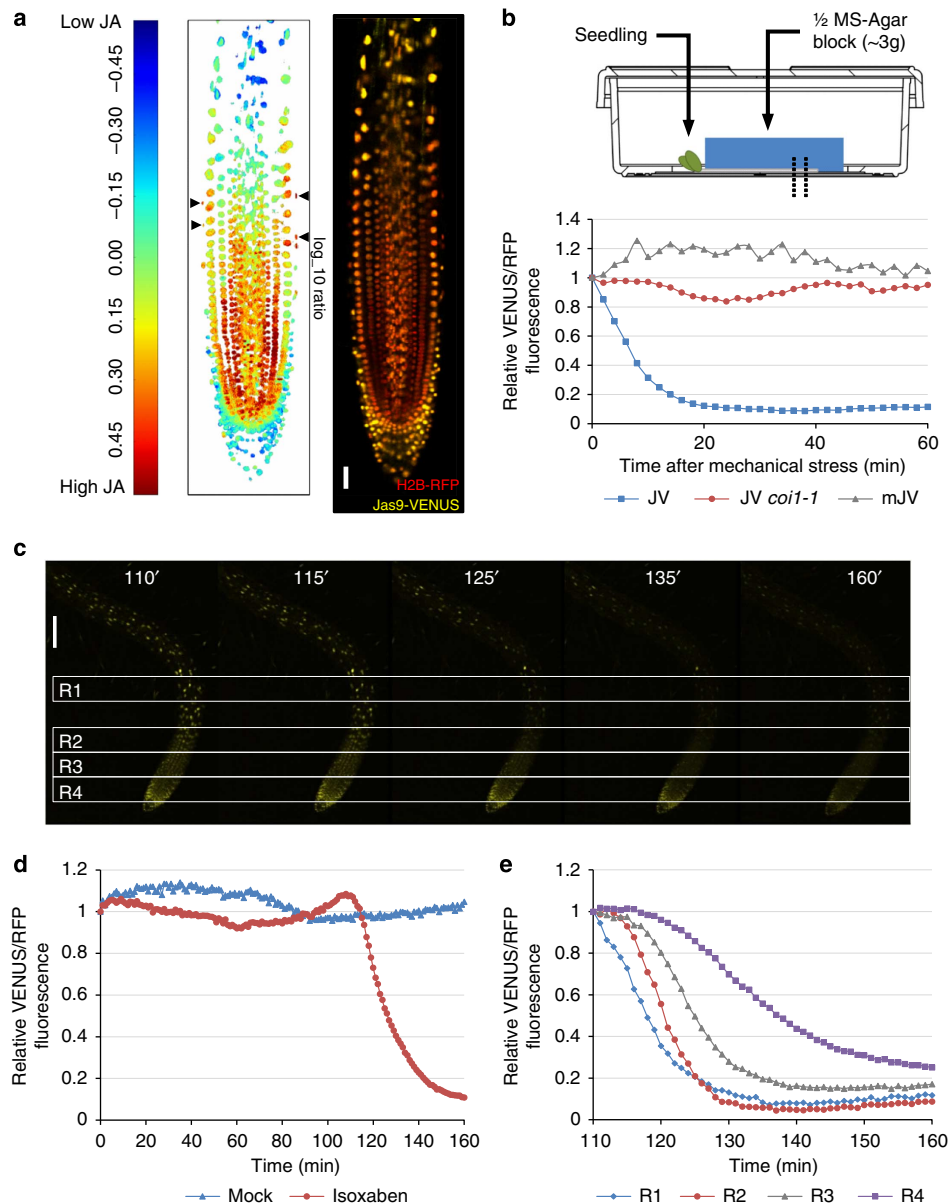 a
Low JA
−0.45
−0.30
−0.15
0.00
0.15
0.30
0.45
High JA
log_10 ratio
H2B-RFP
Jas9-VENUS
b
Seedling
½ MS-Agar
block (~3g)
Relative VENUS/RFP
fluorescence
1.4
1.2
1
0.8
0.6
0.4
0.2
0
0 20 40 60
Time after mechanical stress (min)
JV JV coi1-1 mJV
c
110′ 115′ 125′ 135′ 160′
R1
R2
R3
R4
d
Relative VENUS/RFP
fluorescence
1.2
1
0.8
0.6
0.4
0.2
0
0 20 40 60 80 100 120 140 160
Time (min)
Mock Isoxaben
e
Relative VENUS/RFP
fluorescence
1.2
1
0.8
0.6
0.4
0.2
0
110 120 130 140 150 160
Time (min)
R1 R2 R3 R4